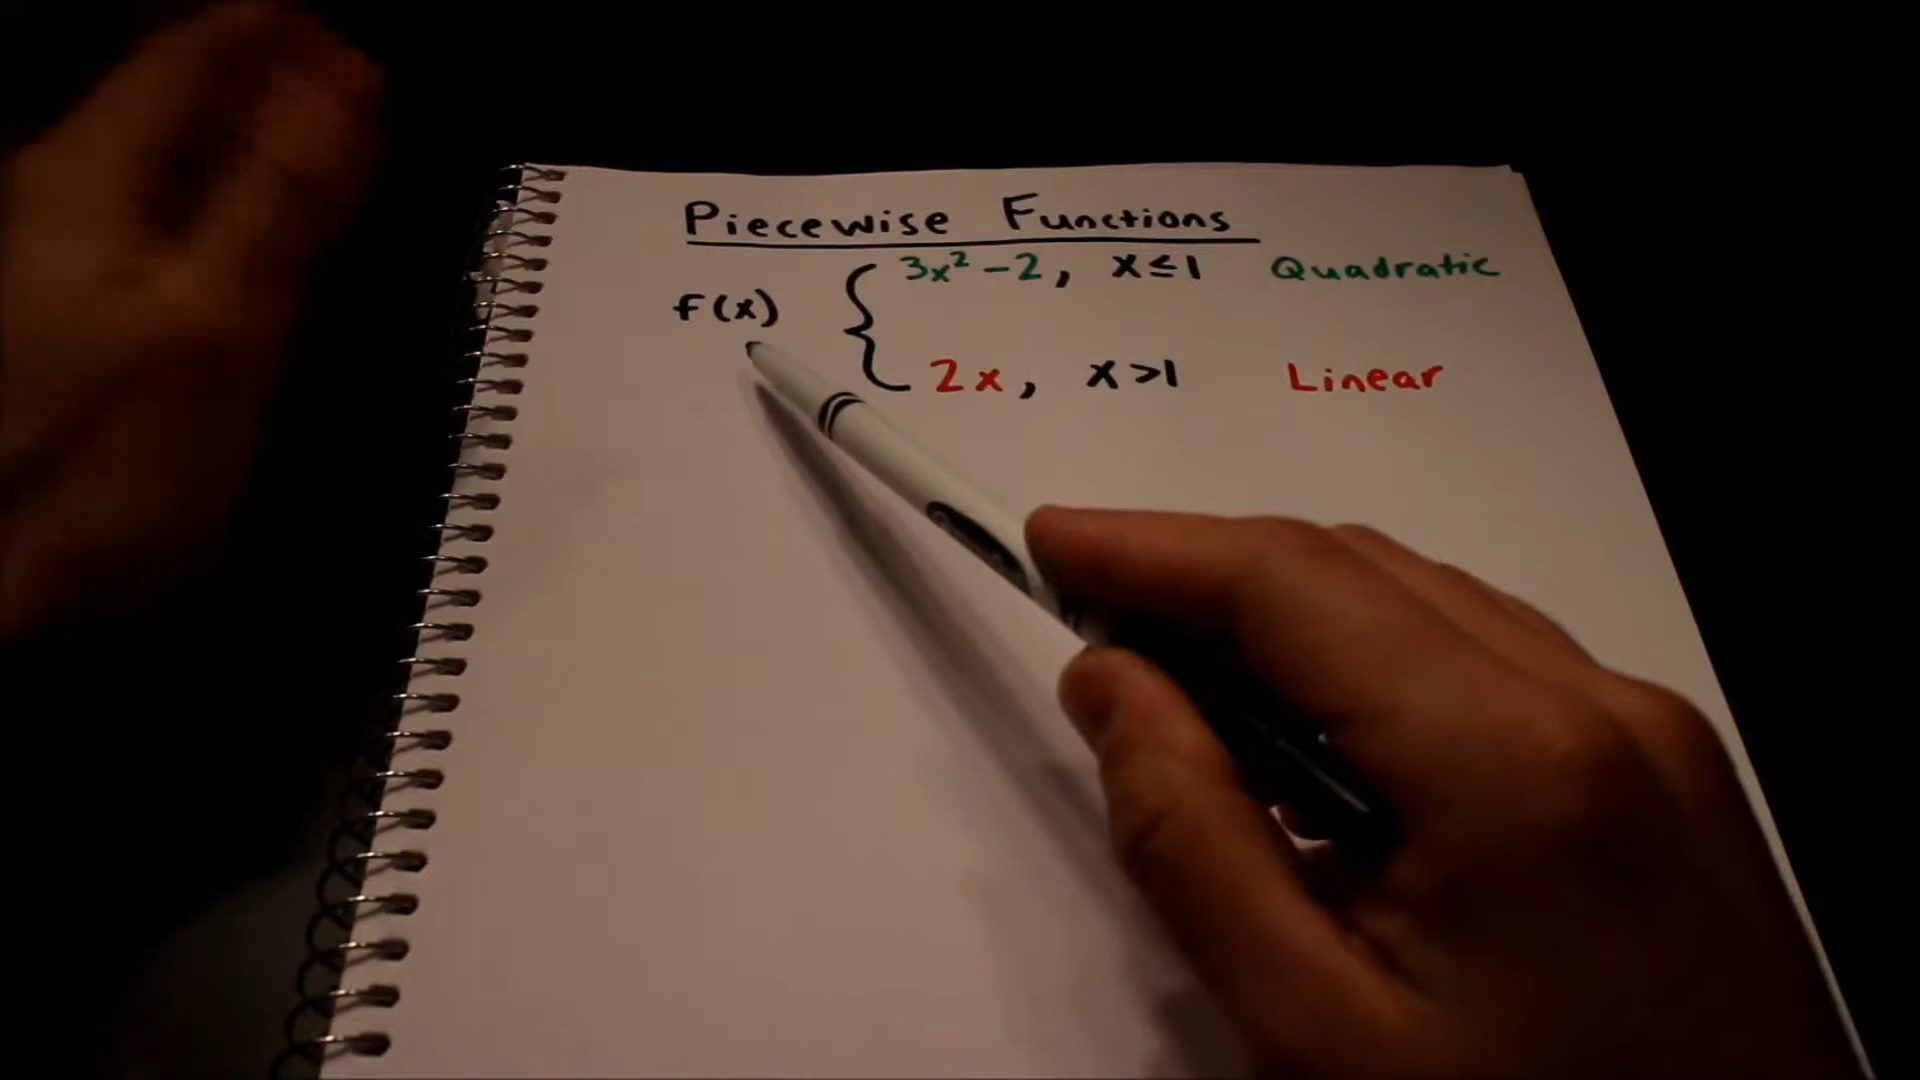 Piecewise Functions
3x² - 2, x ≤ 1 Quadratic
f(x) {
2x, x > 1 Linear